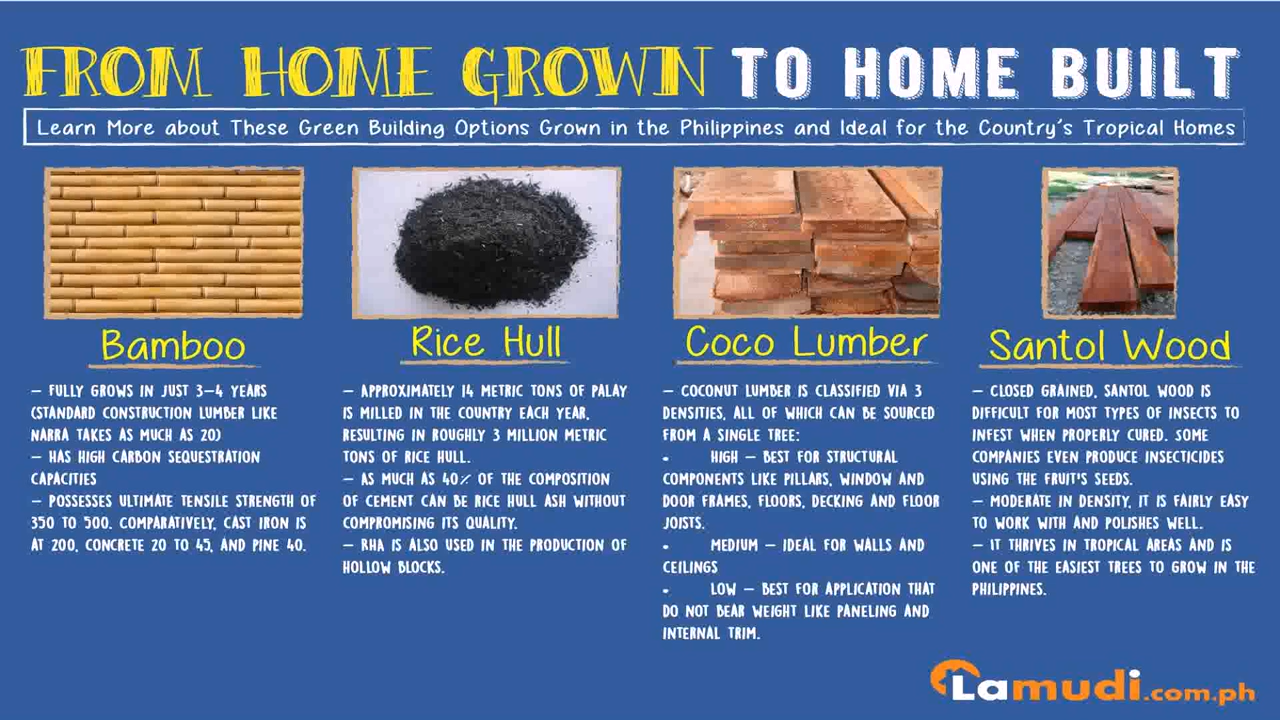 FROM HOME GROWN TO HOME BUILT
Learn More about These Green Building Options Grown in the Philippines and Ideal for the Country's Tropical Homes
Bamboo
– FULLY GROWS IN JUST 3–4 YEARS
(STANDARD CONSTRUCTION LUMBER LIKE
NARRA TAKES AS MUCH AS 20)
– HAS HIGH CARBON SEQUESTRATION
CAPACITIES
– POSSESSES ULTIMATE TENSILE STRENGTH OF
350 TO 500. COMPARATIVELY, CAST IRON IS
AT 200, CONCRETE 20 TO 45, AND PINE 40.
Rice Hull
– APPROXIMATELY 14 METRIC TONS OF PALAY
IS MILLED IN THE COUNTRY EACH YEAR,
RESULTING IN ROUGHLY 3 MILLION METRIC
TONS OF RICE HULL.
– AS MUCH AS 40% OF THE COMPOSITION
OF CEMENT CAN BE RICE HULL ASH WITHOUT
COMPROMISING ITS QUALITY.
– RHA IS ALSO USED IN THE PRODUCTION OF
HOLLOW BLOCKS.
Coco Lumber
– COCONUT LUMBER IS CLASSIFIED VIA 3
DENSITIES, ALL OF WHICH CAN BE SOURCED
FROM A SINGLE TREE:
• HIGH – BEST FOR STRUCTURAL
COMPONENTS LIKE PILLARS, WINDOW AND
DOOR FRAMES, FLOORS, DECKING AND FLOOR
JOISTS.
• MEDIUM – IDEAL FOR WALLS AND
CEILINGS
• LOW – BEST FOR APPLICATION THAT
DO NOT BEAR WEIGHT LIKE PANELING AND
INTERNAL TRIM.
Santol Wood
– CLOSED GRAINED, SANTOL WOOD IS
DIFFICULT FOR MOST TYPES OF INSECTS TO
INFEST WHEN PROPERLY CURED. SOME
COMPANIES EVEN PRODUCE INSECTICIDES
USING THE FRUIT'S SEEDS.
– MODERATE IN DENSITY, IT IS FAIRLY EASY
TO WORK WITH AND POLISHES WELL.
– IT THRIVES IN TROPICAL AREAS AND IS
ONE OF THE EASIEST TREES TO GROW IN THE
PHILIPPINES.
Lamudi.com.ph